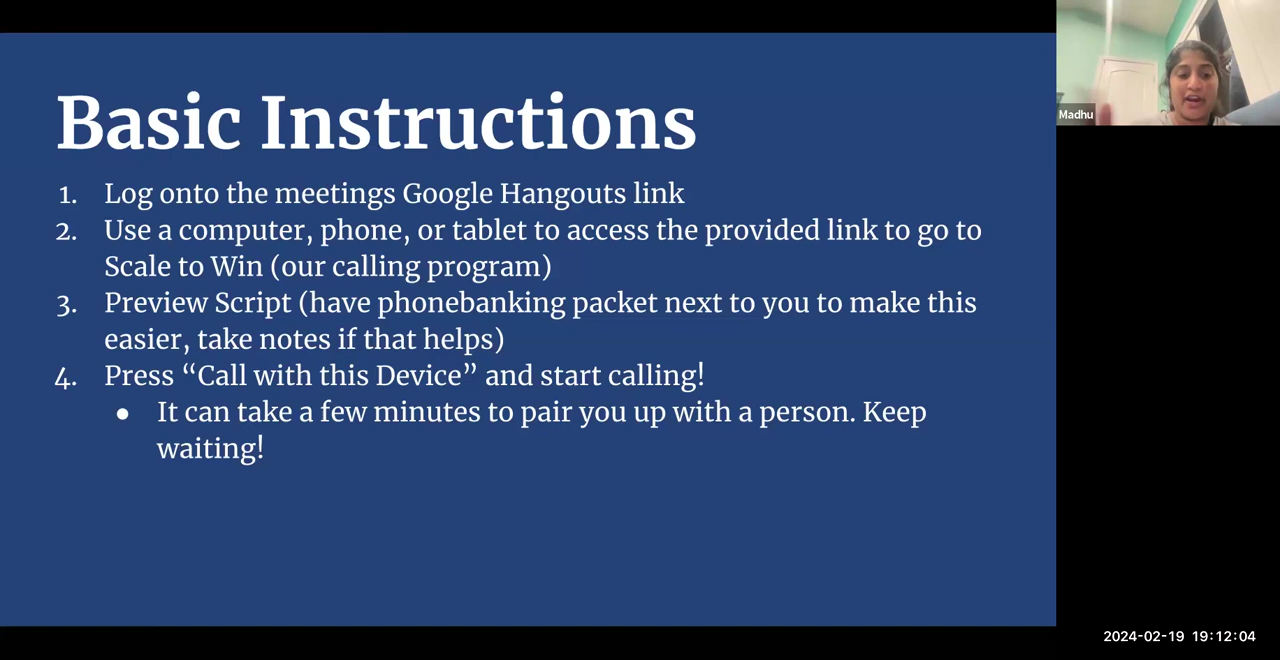 Basic Instructions
1. Log onto the meetings Google Hangouts link
2. Use a computer, phone, or tablet to access the provided link to go to
Scale to Win (our calling program)
3. Preview Script (have phonebanking packet next to you to make this
easier, take notes if that helps)
4. Press “Call with this Device” and start calling!
● It can take a few minutes to pair you up with a person. Keep
waiting!
Madhu
2024-02-19 19:12:04